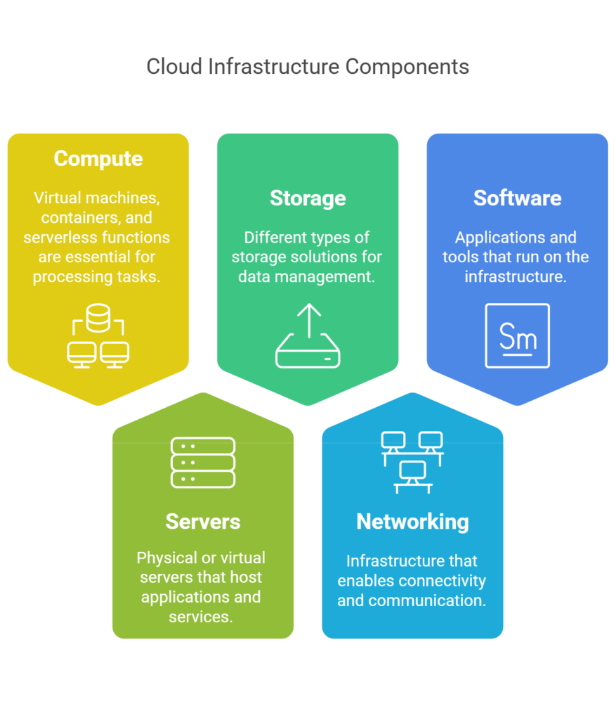 Cloud Infrastructure Components
Compute
Virtual machines,
containers, and
serverless functions
are essential for
processing tasks.
Storage
Different types of
storage solutions for
data management.
Software
Applications and
tools that run on the
infrastructure.
Sm
Servers
Physical or virtual
servers that host
applications and
services.
Networking
Infrastructure that
enables connectivity
and communication.